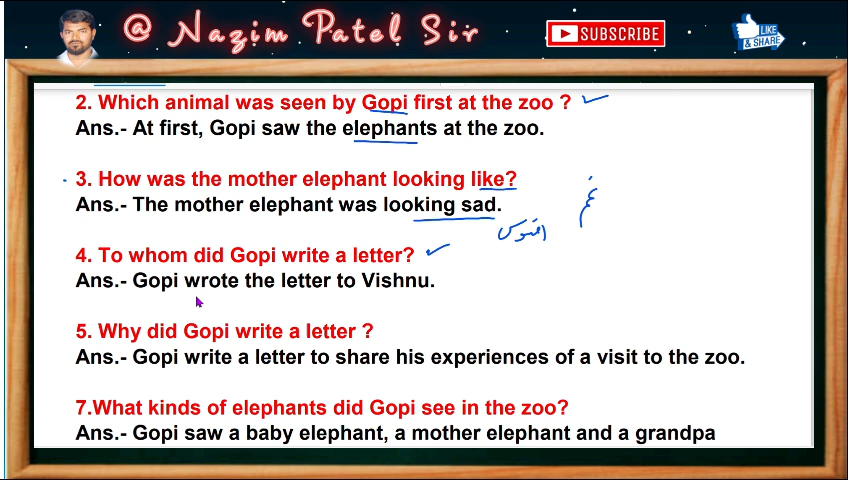 @ Nazim Patel Sir
SUBSCRIBE
LIKE
& SHARE
2. Which animal was seen by Gopi first at the zoo ?
Ans.- At first, Gopi saw the elephants at the zoo.
3. How was the mother elephant looking like?
Ans.- The mother elephant was looking sad.
غم
افسوس
4. To whom did Gopi write a letter?
Ans.- Gopi wrote the letter to Vishnu.
5. Why did Gopi write a letter ?
Ans.- Gopi write a letter to share his experiences of a visit to the zoo.
7.What kinds of elephants did Gopi see in the zoo?
Ans.- Gopi saw a baby elephant, a mother elephant and a grandpa